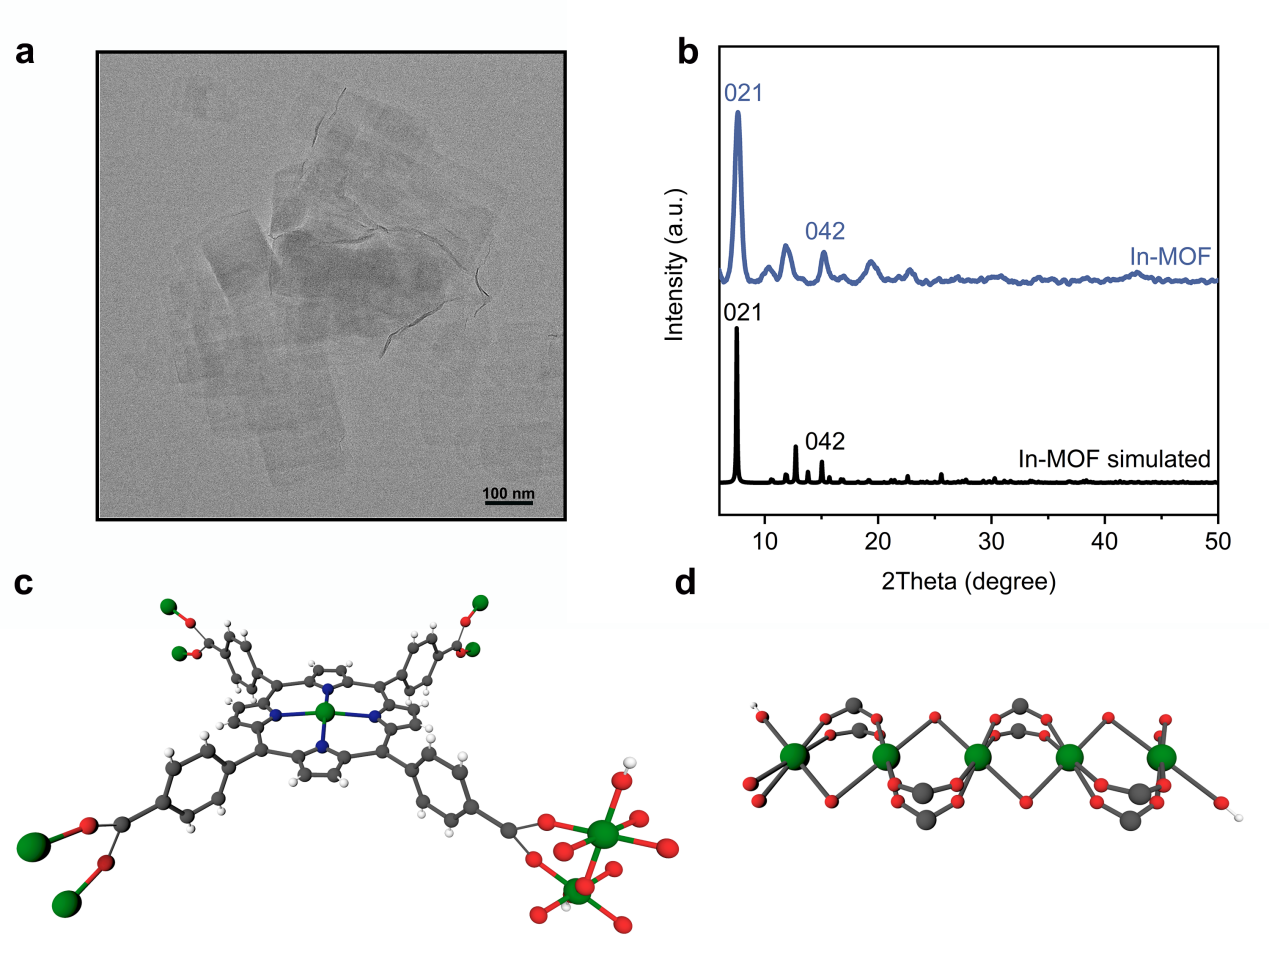 a
100 nm
b
021
042
In-MOF
021
042
In-MOF simulated
Intensity (a.u.)
10 20 30 40 50
2Theta (degree)
c
d